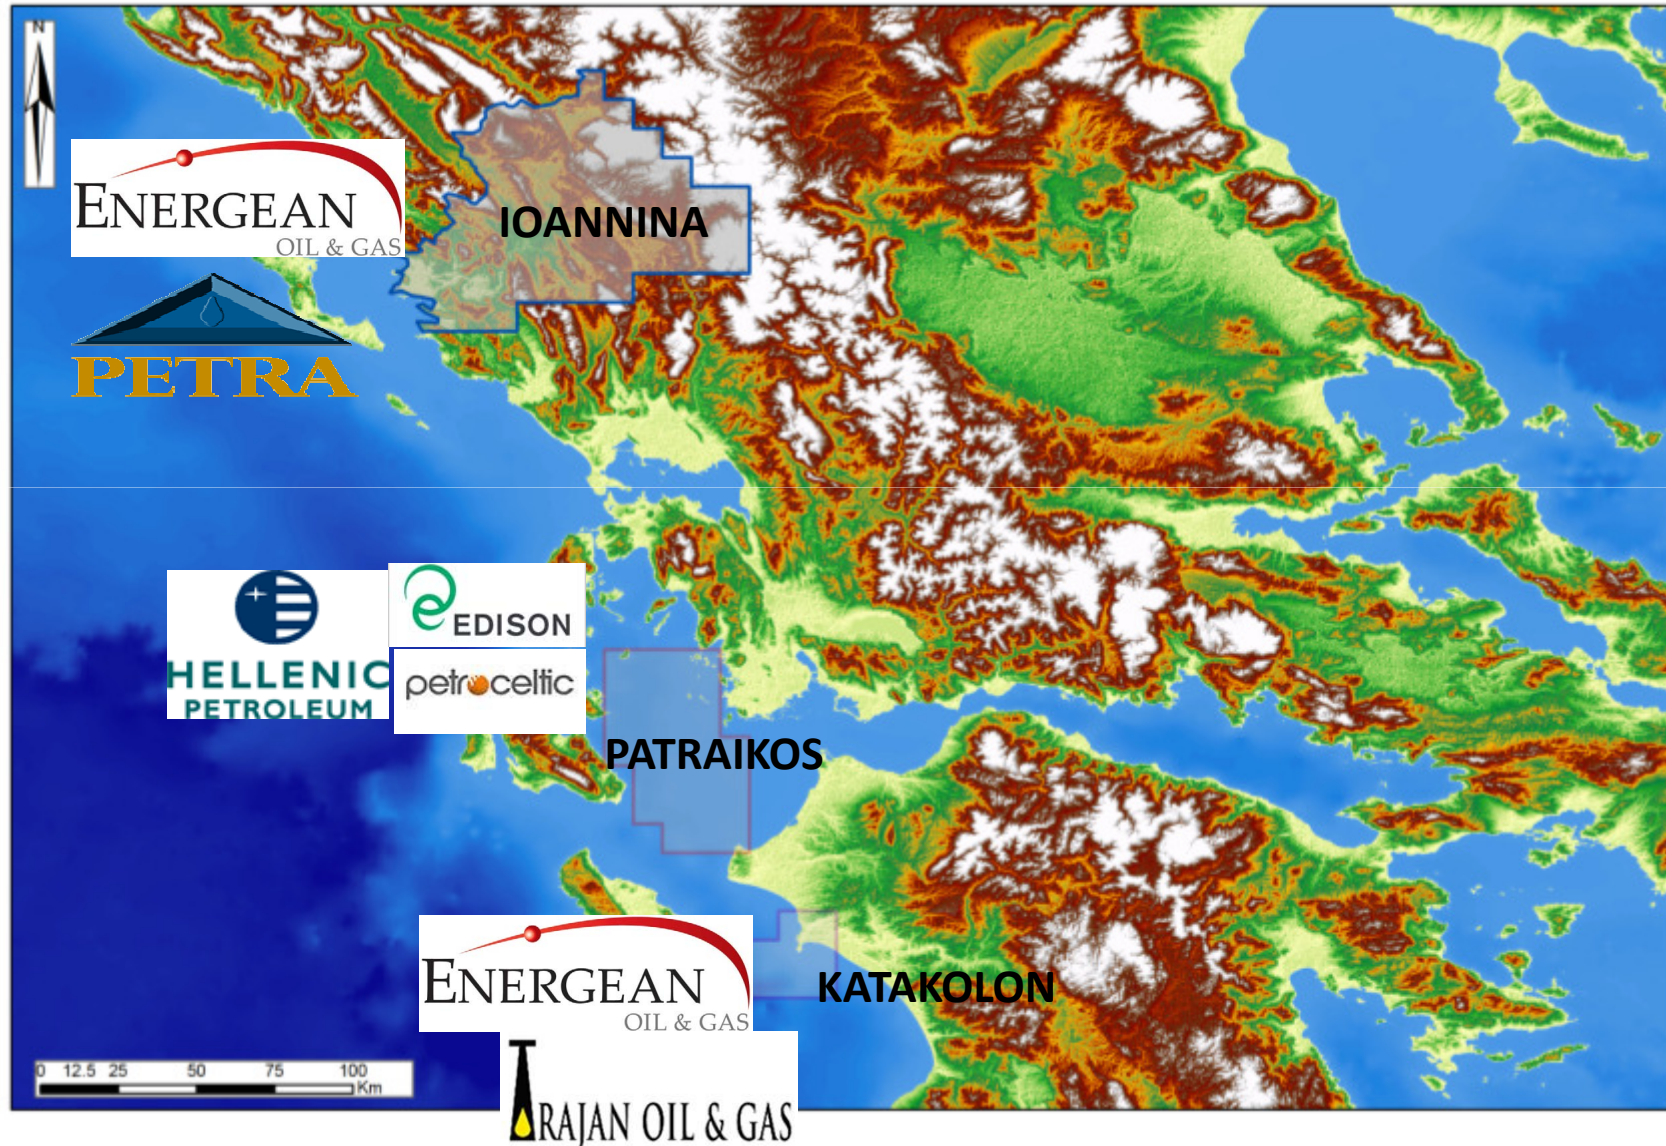 N
ENERGEAN
OIL & GAS
IOANNINA
PETRA
HELLENIC
PETROLEUM
EDISON
petroceltic
PATRAIKOS
ENERGEAN
OIL & GAS
KATAKOLON
0 12.5 25 50 75 100
Km
TRAJAN OIL & GAS